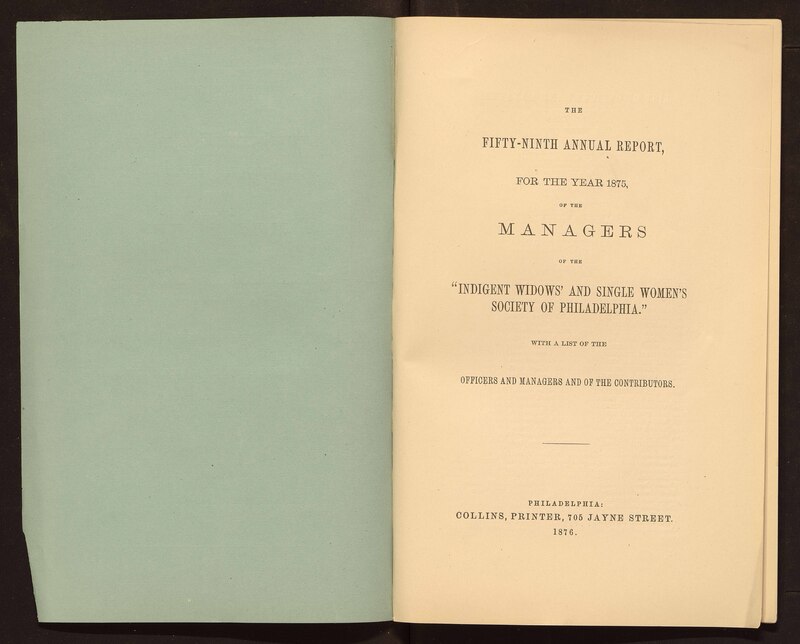 THE
FIFTY-NINTH ANNUAL REPORT,
FOR THE YEAR 1875,
OF THE
MANAGERS
OF THE
"INDIGENT WIDOWS' AND SINGLE WOMEN'S
SOCIETY OF PHILADELPHIA."
WITH A LIST OF THE
OFFICERS AND MANAGERS AND OF THE CONTRIBUTORS.
PHILADELPHIA:
COLLINS, PRINTER, 705 JAYNE STREET.
1876.